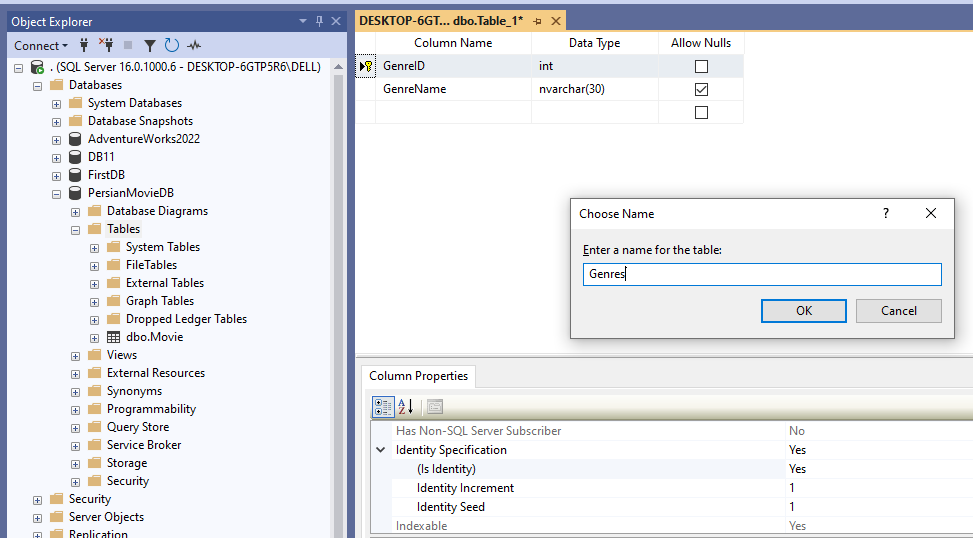 Object Explorer
Connect
. (SQL Server 16.0.1000.6 - DESKTOP-6GTP5R6\DELL)
Databases
System Databases
Database Snapshots
AdventureWorks2022
DB11
FirstDB
PersianMovieDB
Database Diagrams
Tables
System Tables
FileTables
External Tables
Graph Tables
Dropped Ledger Tables
dbo.Movie
Views
External Resources
Synonyms
Programmability
Query Store
Service Broker
Storage
Security
Security
Server Objects
Replication
DESKTOP-6GT... dbo.Table_1*
Column Name Data Type Allow Nulls
GenreID int
GenreName nvarchar(30)
Choose Name
?
Enter a name for the table:
Genres
OK Cancel
Column Properties
Has Non-SQL Server Subscriber No
Identity Specification Yes
(Is Identity) Yes
Identity Increment 1
Identity Seed 1
Indexable Yes